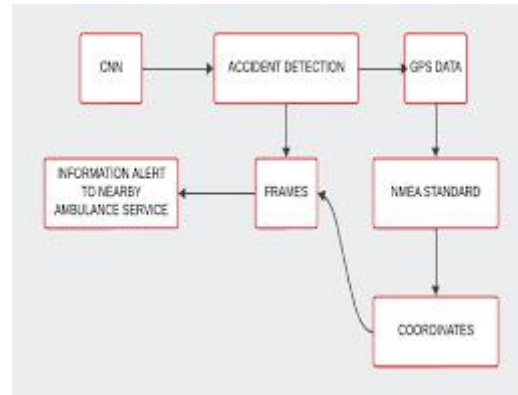 CNN
ACCIDENT DETECTION
GPS DATA
INFORMATION ALERT
TO NEARBY
AMBULANCE SERVICE
FRAMES
NMEA STANDARD
COORDINATES